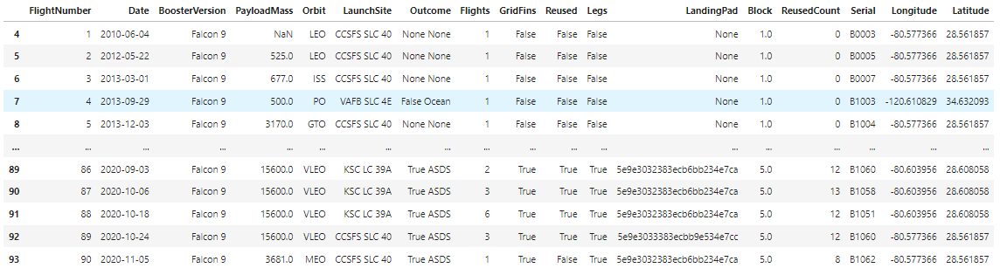 FlightNumber Date BoosterVersion PayloadMass Orbit LaunchSite Outcome Flights GridFins Reused Legs LandingPad Block ReusedCount Serial Longitude Latitude
4 1 2010-06-04 Falcon 9 NaN LEO CCSFS SLC 40 None None 1 False False False None 1.0 0 B0003 -80.577366 28.561857
5 2 2012-05-22 Falcon 9 525.0 LEO CCSFS SLC 40 None None 1 False False False None 1.0 0 B0005 -80.577366 28.561857
6 3 2013-03-01 Falcon 9 677.0 ISS CCSFS SLC 40 None None 1 False False False None 1.0 0 B0007 -80.577366 28.561857
7 4 2013-09-29 Falcon 9 500.0 PO VAFB SLC 4E False Ocean 1 False False False None 1.0 0 B1003 -120.610829 34.632093
8 5 2013-12-03 Falcon 9 3170.0 GTO CCSFS SLC 40 None None 1 False False False None 1.0 0 B1004 -80.577366 28.561857
... ... ... ... ... ... ... ... ... ... ... ... ... ... ... ... ... ...
89 86 2020-09-03 Falcon 9 15600.0 VLEO KSC LC 39A True ASDS 2 True True True 5e9e3032383ecb6bb234e7ca 5.0 12 B1060 -80.603956 28.608058
90 87 2020-10-06 Falcon 9 15600.0 VLEO KSC LC 39A True ASDS 3 True True True 5e9e3032383ecb6bb234e7ca 5.0 13 B1058 -80.603956 28.608058
91 88 2020-10-18 Falcon 9 15600.0 VLEO KSC LC 39A True ASDS 6 True True True 5e9e3032383ecb6bb234e7ca 5.0 12 B1051 -80.603956 28.608058
92 89 2020-10-24 Falcon 9 15600.0 VLEO CCSFS SLC 40 True ASDS 3 True True True 5e9e3033383ecbb9e534e7cc 5.0 12 B1060 -80.577366 28.561857
93 90 2020-11-05 Falcon 9 3681.0 MEO CCSFS SLC 40 True ASDS 1 True False True 5e9e3032383ecb6bb234e7ca 5.0 8 B1062 -80.577366 28.561857